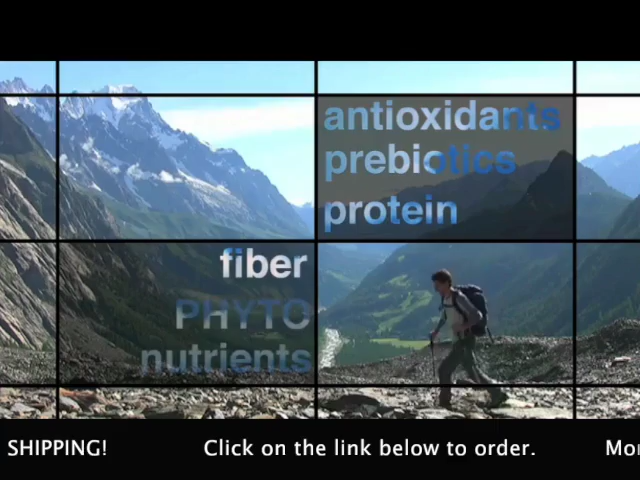 antioxidants
prebiotics
protein
fiber
PHYTO
nutrients
SHIPPING! Click on the link below to order.